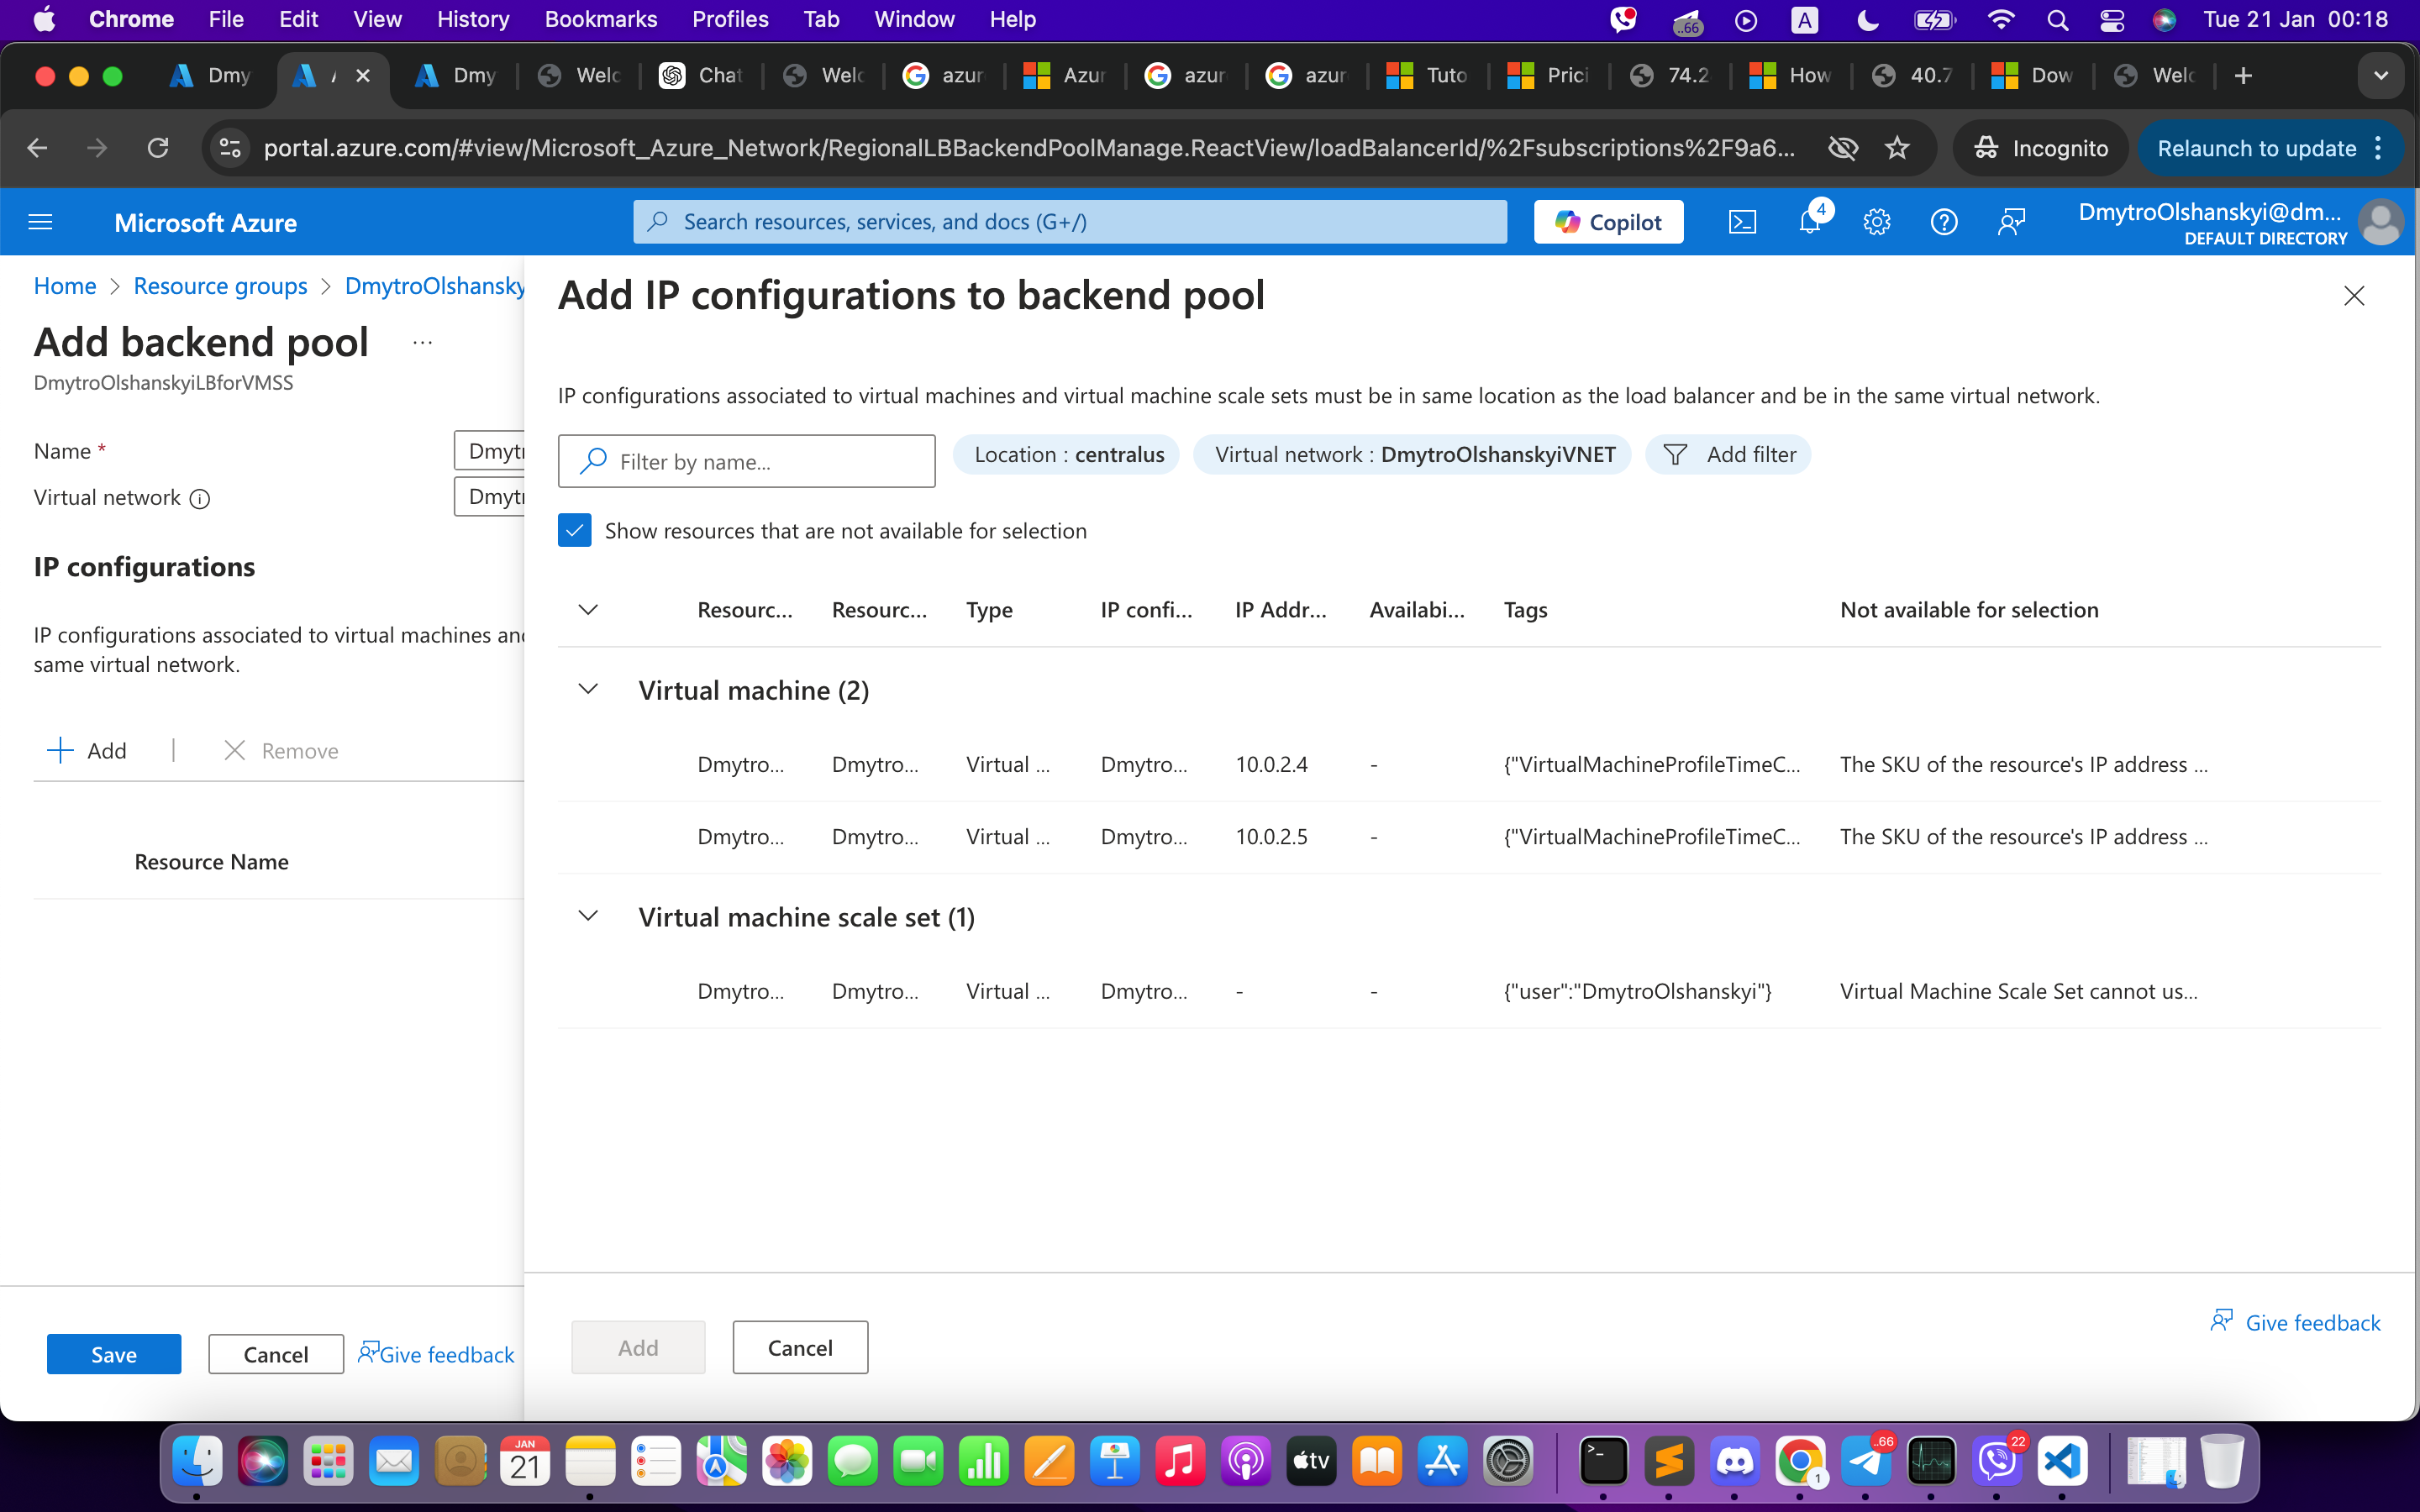 Chrome File Edit View History Bookmarks Profiles Tab Window Help ..66 A Tue 21 Jan 00:18
Dmy Dmy Welc Chat Welc azur Azur azur azur Tuto Prici 74.2 How 40.7 Dow Welc
portal.azure.com/#view/Microsoft_Azure_Network/RegionalLBBackendPoolManage.ReactView/loadBalancerId/%2Fsubscriptions%2F9a6... Incognito Relaunch to update
Microsoft Azure Search resources, services, and docs (G+/) Copilot 4 DmytroOlshanskyi@dm...
DEFAULT DIRECTORY
Home > Resource groups > DmytroOlshansky
Add backend pool ...
DmytroOlshanskyiLBforVMSS
Name *
Dmytr
Virtual network
Dmytr
IP configurations
IP configurations associated to virtual machines an
same virtual network.
Add | Remove
Resource Name
Save Cancel Give feedback
Add IP configurations to backend pool
IP configurations associated to virtual machines and virtual machine scale sets must be in same location as the load balancer and be in the same virtual network.
Filter by name... Location : centralus Virtual network : DmytroOlshanskyiVNET Add filter
Show resources that are not available for selection
Resourc... Resourc... Type IP confi... IP Addr... Availabi... Tags Not available for selection
Virtual machine (2)
Dmytro... Dmytro... Virtual ... Dmytro... 10.0.2.4 - {"VirtualMachineProfileTimeC... The SKU of the resource's IP address ...
Dmytro... Dmytro... Virtual ... Dmytro... 10.0.2.5 - {"VirtualMachineProfileTimeC... The SKU of the resource's IP address ...
Virtual machine scale set (1)
Dmytro... Dmytro... Virtual ... Dmytro... - - {"user":"DmytroOlshanskyi"} Virtual Machine Scale Set cannot us...
Add Cancel Give feedback
JAN
21 tv 1 ..66 22